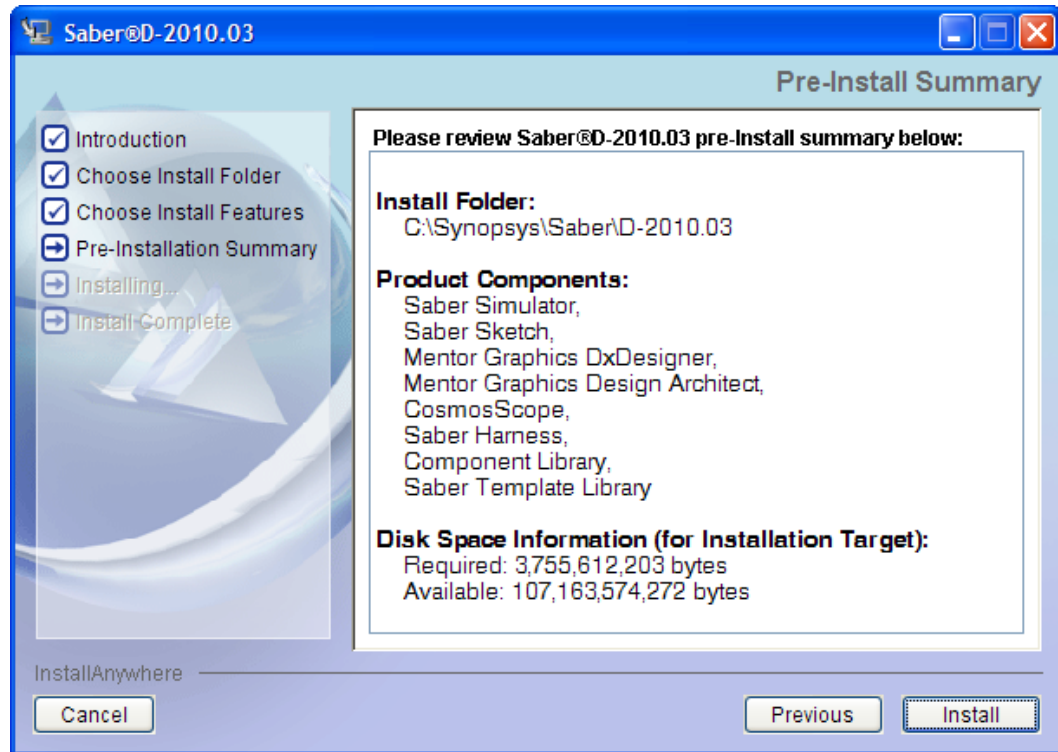 Saber®D-2010.03
Pre-Install Summary
Introduction
Choose Install Folder
Choose Install Features
Pre-Installation Summary
Installing...
Install Complete
Please review Saber®D-2010.03 pre-Install summary below:
Install Folder:
C:\Synopsys\Saber\D-2010.03
Product Components:
Saber Simulator,
Saber Sketch,
Mentor Graphics DxDesigner,
Mentor Graphics Design Architect,
CosmosScope,
Saber Harness,
Component Library,
Saber Template Library
Disk Space Information (for Installation Target):
Required: 3,755,612,203 bytes
Available: 107,163,574,272 bytes
InstallAnywhere
Cancel
Previous
Install